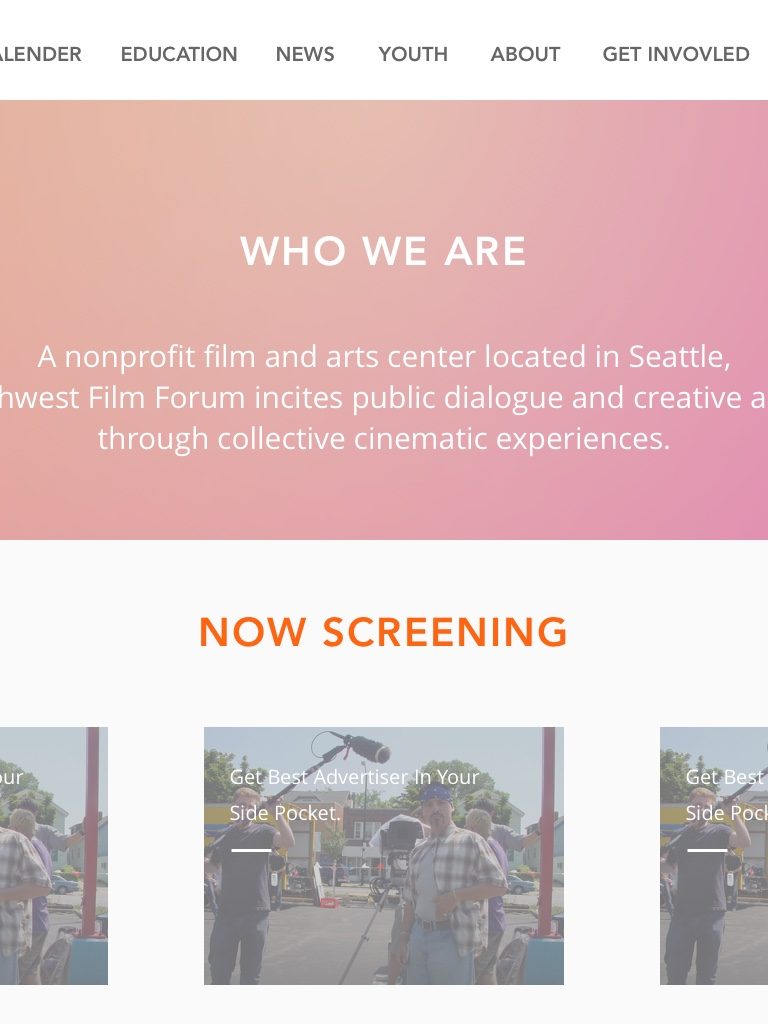 ALENDER EDUCATION NEWS YOUTH ABOUT GET INVOVLED
WHO WE ARE
A nonprofit film and arts center located in Seattle,
hwest Film Forum incites public dialogue and creative a
through collective cinematic experiences.
NOW SCREENING
our
Get Best Advertiser In Your
Side Pocket.
Get Best
Side Pock